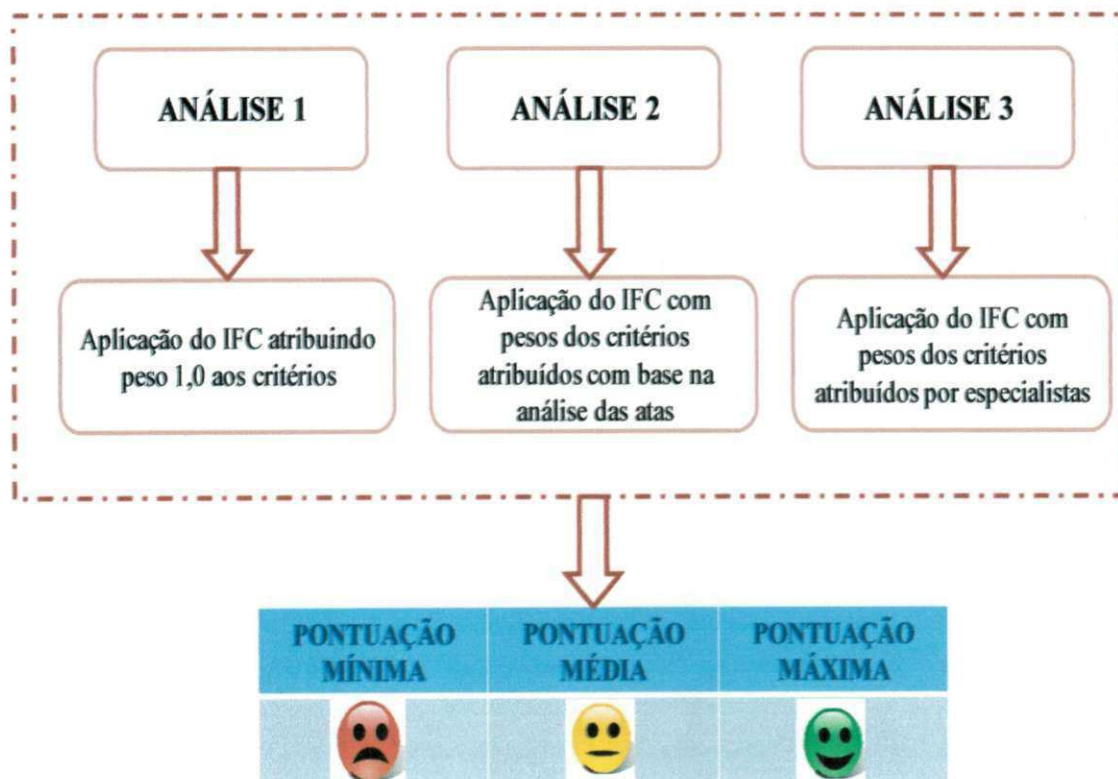 ANÁLISE 1
ANÁLISE 2
ANÁLISE 3
Aplicação do IFC atribuindo
peso 1,0 aos critérios
Aplicação do IFC com
pesos dos critérios
atribuídos com base na
análise das atas
Aplicação do IFC com
pesos dos critérios
atribuídos por especialistas
PONTUAÇÃO
MÍNIMA
PONTUAÇÃO
MÉDIA
PONTUAÇÃO
MÁXIMA